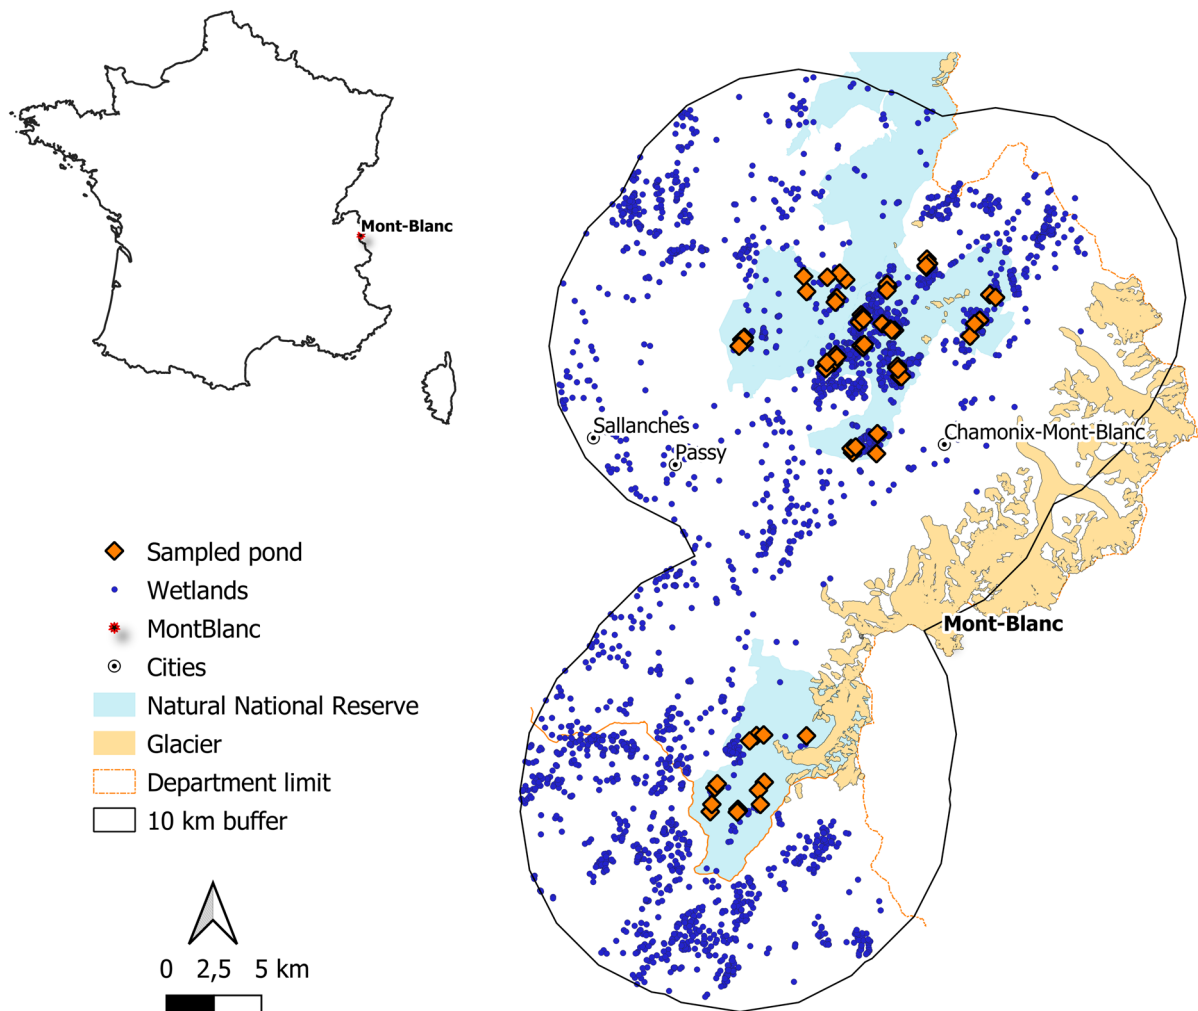 Mont-Blanc
Sallanches
Passy
Chamonix-Mont-Blanc
Mont-Blanc
Sampled pond
Wetlands
MontBlanc
Cities
Natural National Reserve
Glacier
Department limit
10 km buffer
0 2,5 5 km